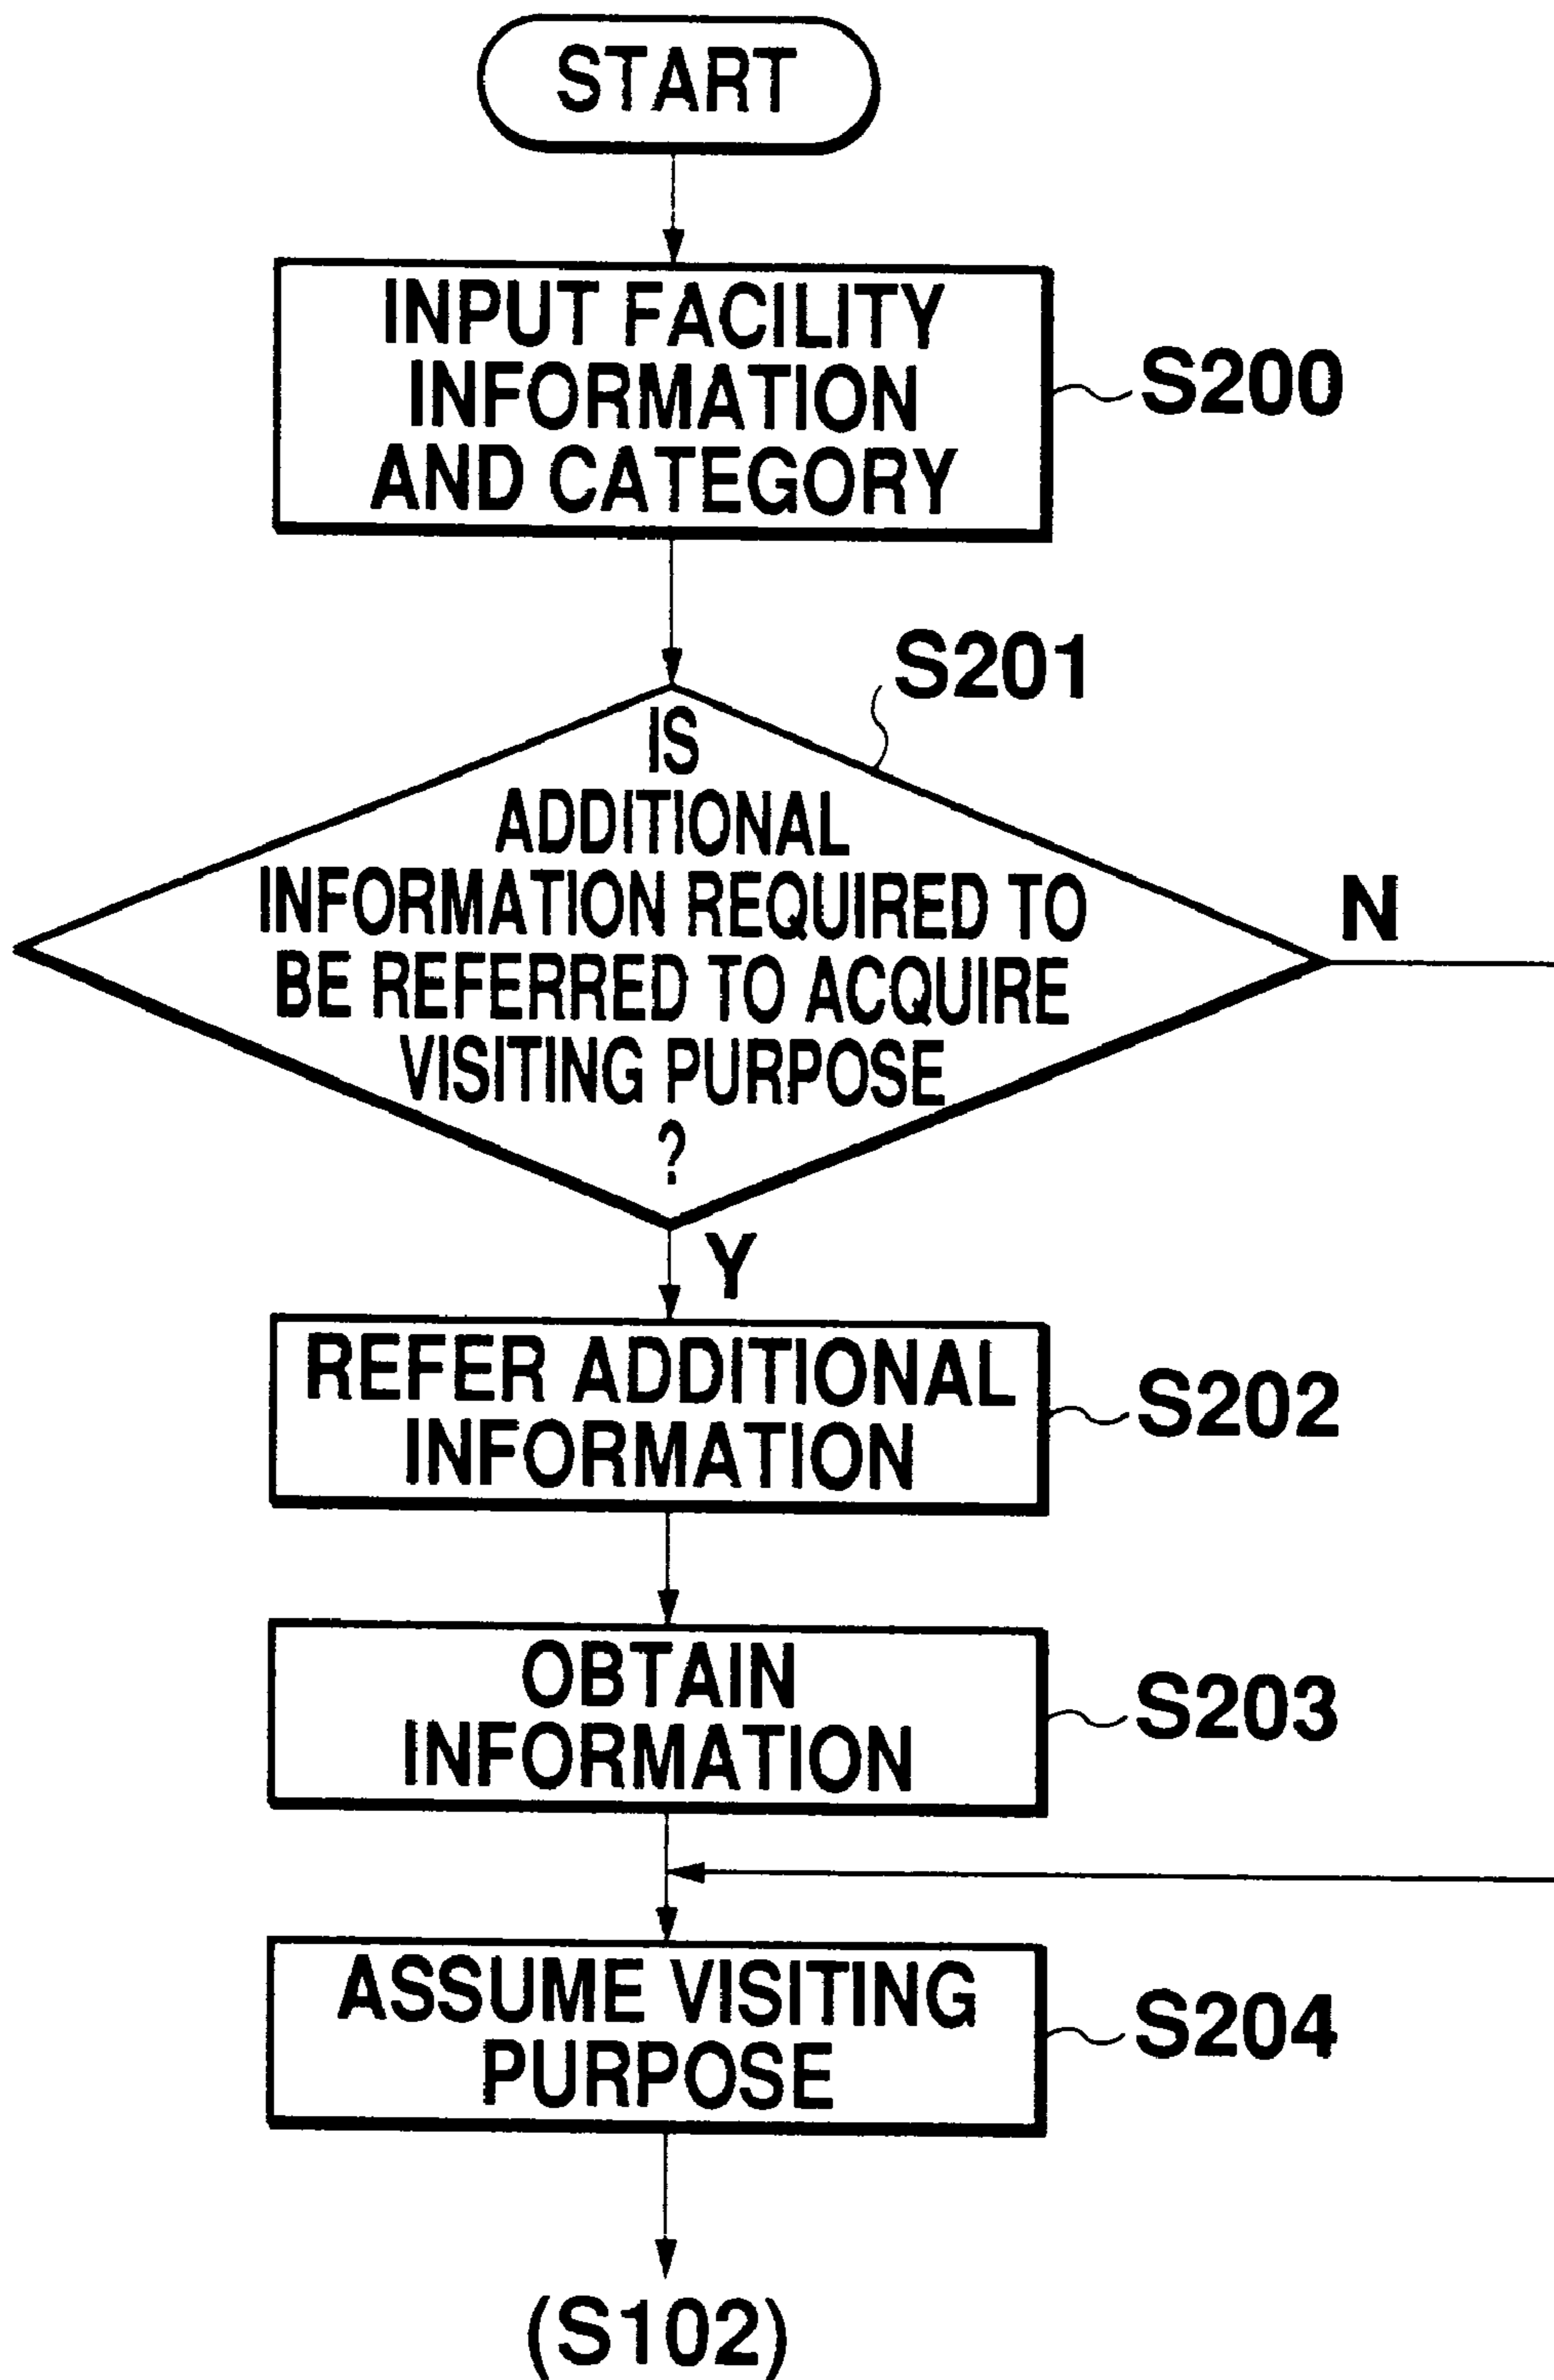 START
INPUT FACILITY
INFORMATION
AND CATEGORY
S200
S201
IS
ADDITIONAL
INFORMATION REQUIRED TO
BE REFERRED TO ACQUIRE
VISITING PURPOSE
?
N
Y
REFER ADDITIONAL
INFORMATION
S202
OBTAIN
INFORMATION
S203
ASSUME VISITING
PURPOSE
S204
(S102)